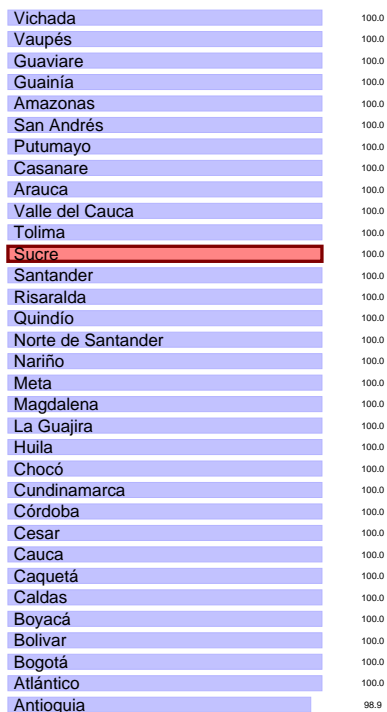 Vichada 100.0
Vaupés 100.0
Guaviare 100.0
Guainía 100.0
Amazonas 100.0
San Andrés 100.0
Putumayo 100.0
Casanare 100.0
Arauca 100.0
Valle del Cauca 100.0
Tolima 100.0
Sucre 100.0
Santander 100.0
Risaralda 100.0
Quindío 100.0
Norte de Santander 100.0
Nariño 100.0
Meta 100.0
Magdalena 100.0
La Guajira 100.0
Huila 100.0
Chocó 100.0
Cundinamarca 100.0
Córdoba 100.0
Cesar 100.0
Cauca 100.0
Caquetá 100.0
Caldas 100.0
Boyacá 100.0
Bolivar 100.0
Bogotá 100.0
Atlántico 100.0
Antioquia 98.9